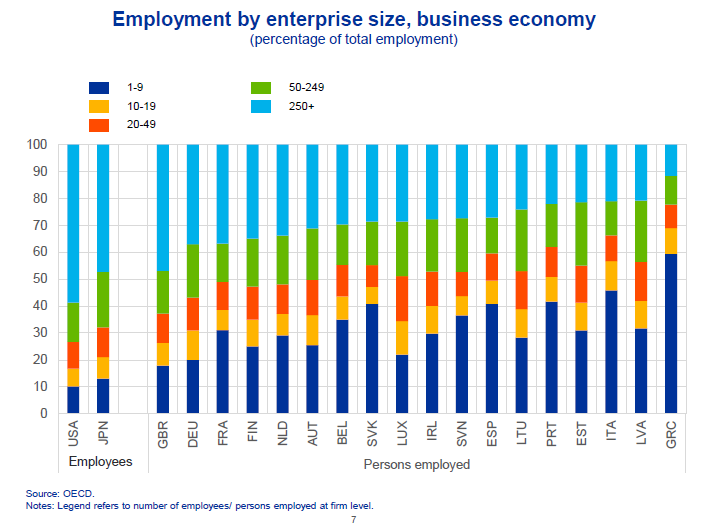 Employment by enterprise size, business economy
(percentage of total employment)
1-9
50-249
10-19
250+
20-49
100
90
80
70
60
50
40
30
20
10
0
USA
JPN
GBR
DEU
FRA
FIN
NLD
AUT
BEL
SVK
LUX
IRL
SVN
ESP
LTU
PRT
EST
ITA
LVA
GRC
Employees
Persons employed
Source: OECD.
Notes: Legend refers to number of employees/ persons employed at firm level.
7